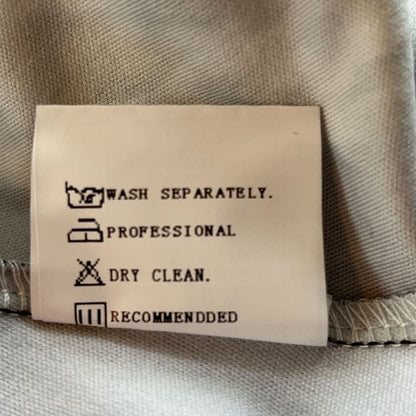 WASH SEPARATELY.
PROFESSIONAL
DRY CLEAN.
RECOMMENDDED